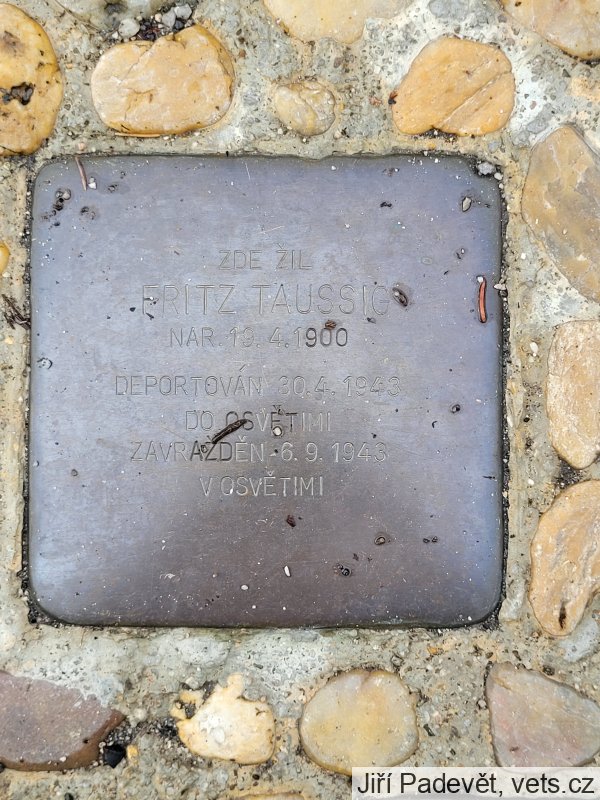 ZDE ŽIL
FRITZ TAUSSIG
NAR. 19. 4. 1900
DEPORTOVÁN 30. 4. 1943
DO OSVĚTIMI
ZAVRAŽDĚN 6. 9. 1943
V OSVĚTIMI
Jiří Padevět, vets.cz